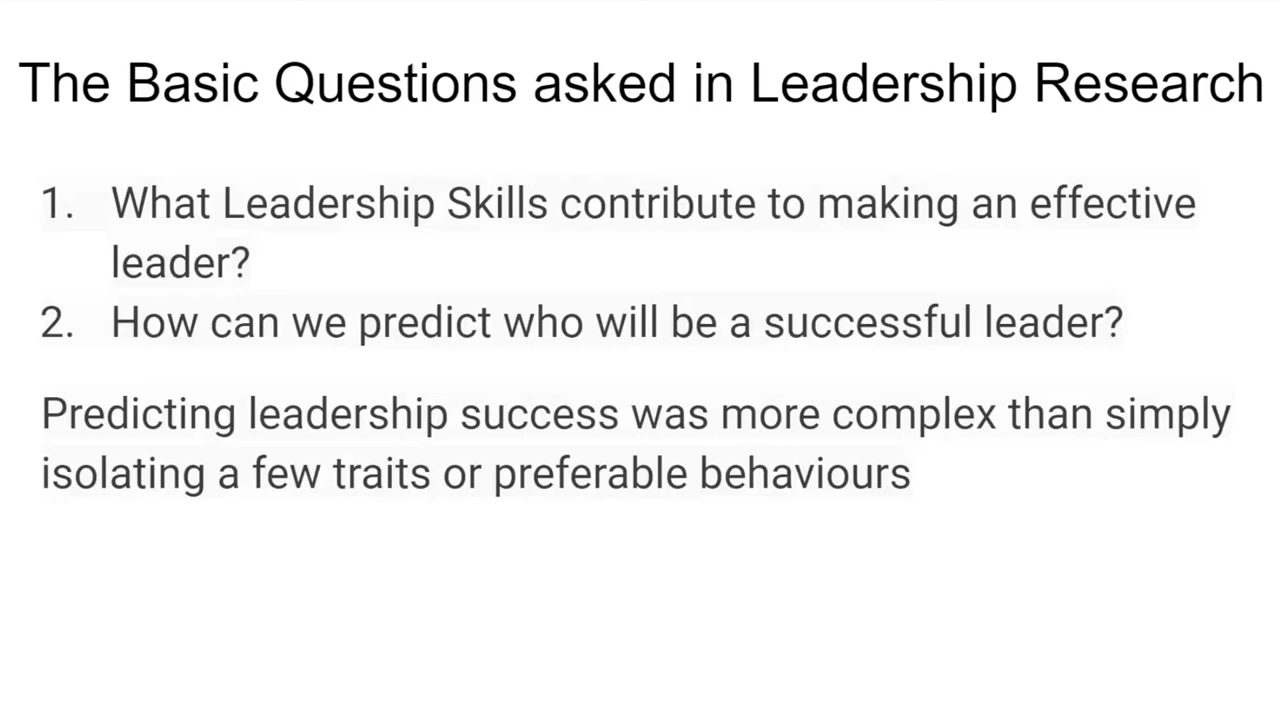 The Basic Questions asked in Leadership Research
1. What Leadership Skills contribute to making an effective
leader?
2. How can we predict who will be a successful leader?
Predicting leadership success was more complex than simply
isolating a few traits or preferable behaviours